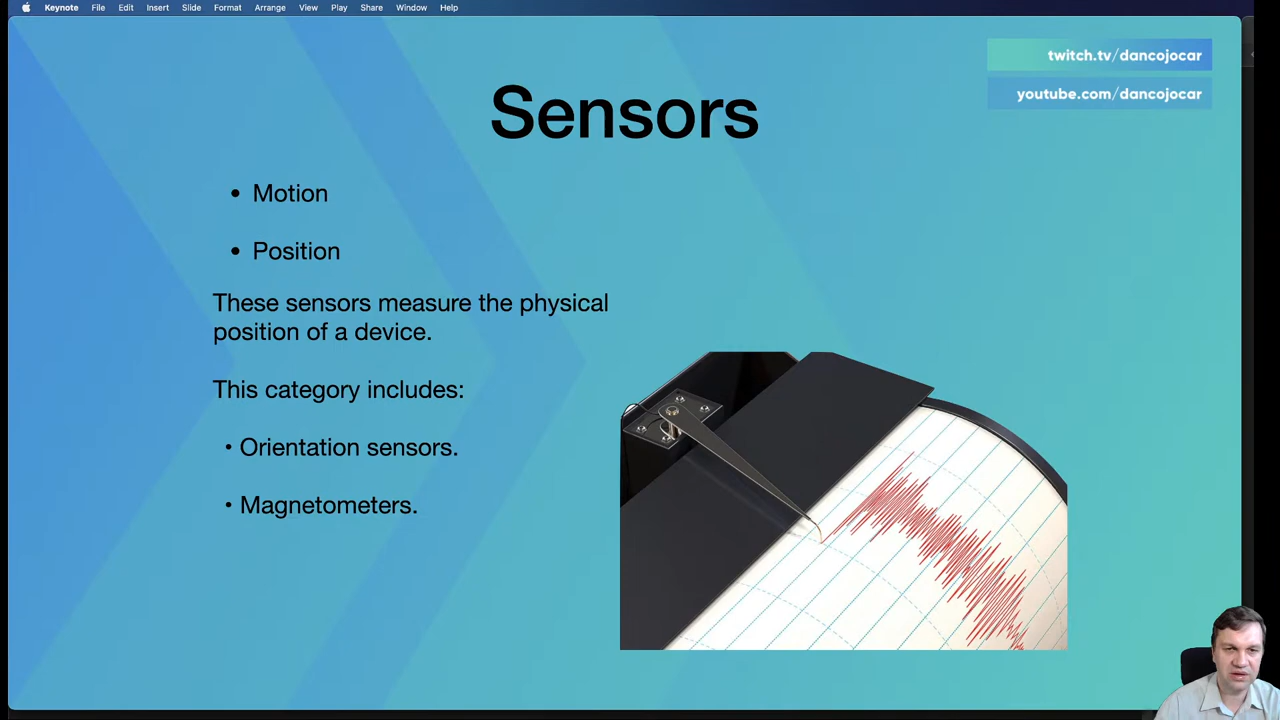 Keynote File Edit Insert Slide Format Arrange View Play Share Window Help
twitch.tv/dancojocar
youtube.com/dancojocar
Sensors
• Motion
• Position
These sensors measure the physical
position of a device.
This category includes:
• Orientation sensors.
• Magnetometers.